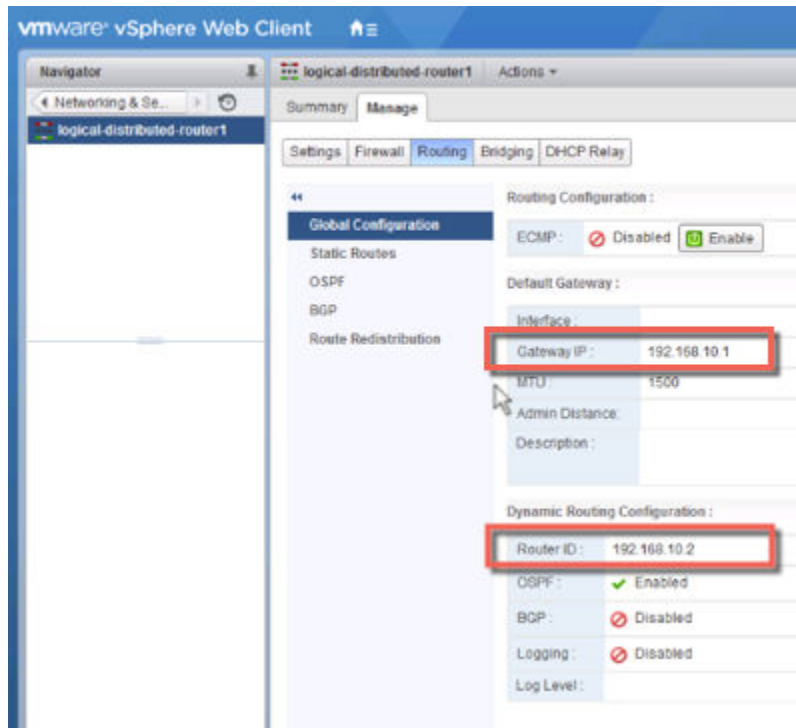 vmware® vSphere Web Client
Navigator
Networking & Se...
logical-distributed-router1
logical-distributed-router1 Actions
Summary Manage
Settings Firewall Routing Bridging DHCP Relay
Global Configuration
Static Routes
OSPF
BGP
Route Redistribution
Routing Configuration :
ECMP : Disabled Enable
Default Gateway :
Interface :
Gateway IP : 192.168.10.1
MTU : 1500
Admin Distance:
Description :
Dynamic Routing Configuration :
Router ID : 192.168.10.2
OSPF : Enabled
BGP : Disabled
Logging : Disabled
Log Level :